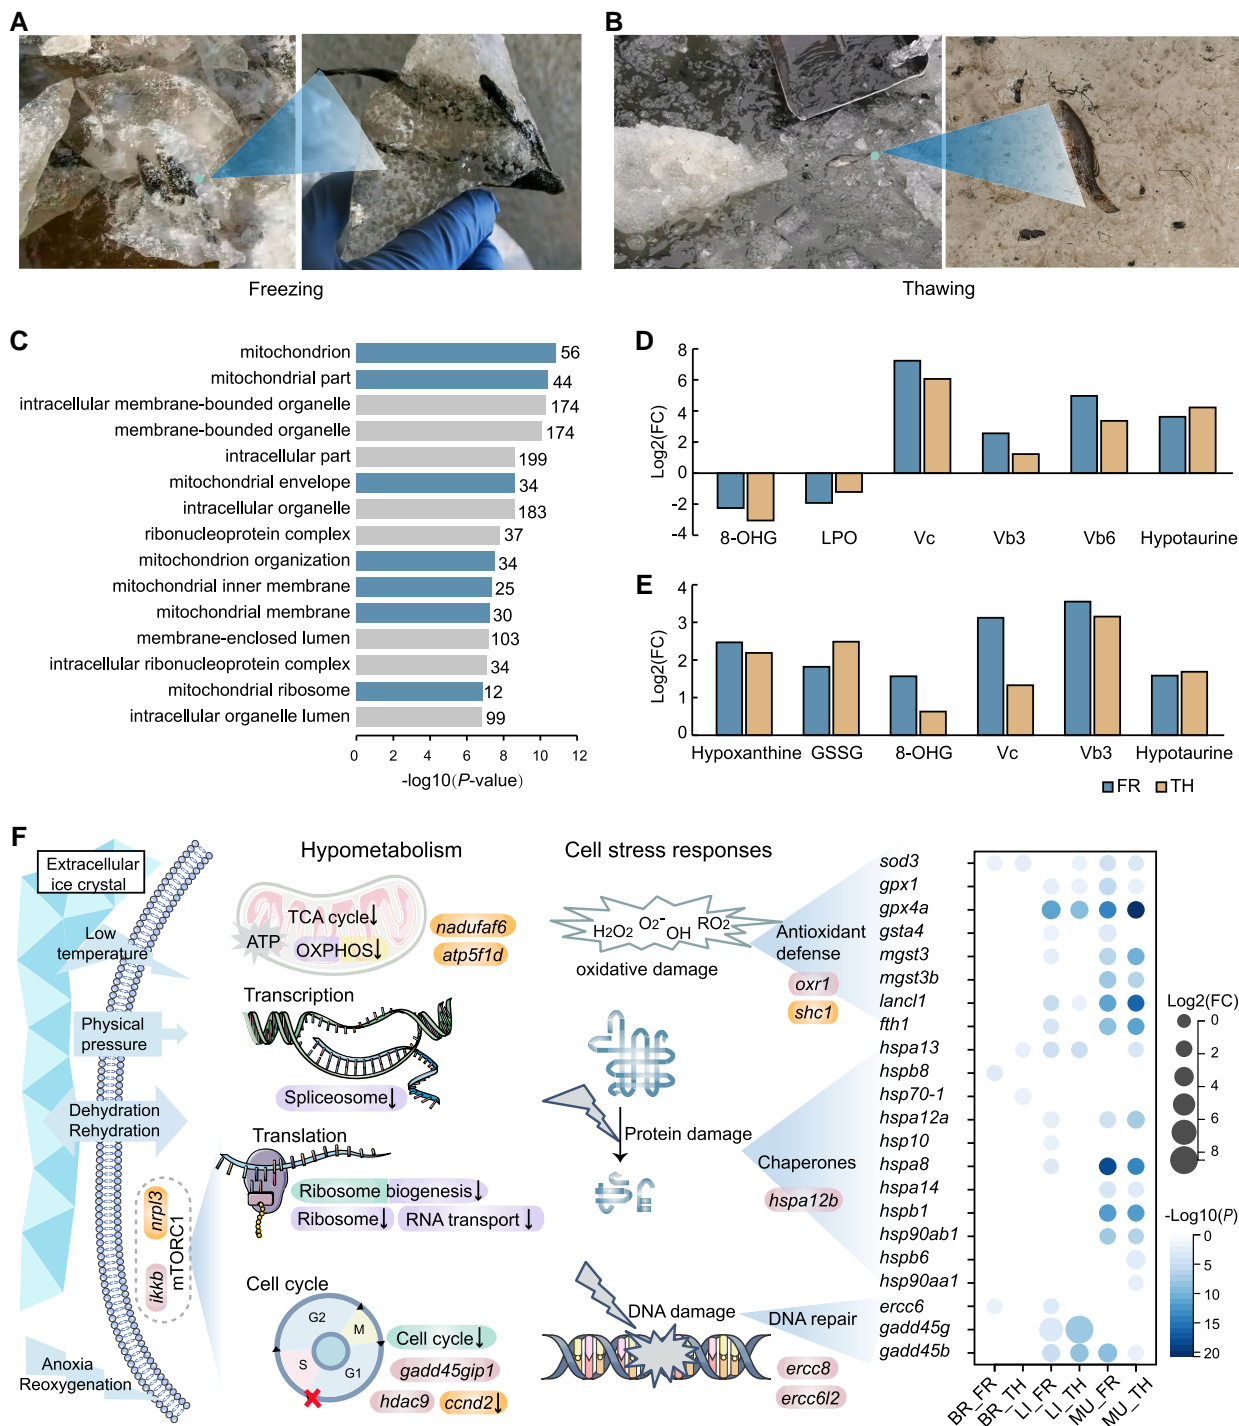 A
B
Freezing
Thawing
C
mitochondrion 56
mitochondrial part 44
intracellular membrane-bounded organelle 174
membrane-bounded organelle 174
intracellular part 199
mitochondrial envelope 34
intracellular organelle 183
ribonucleoprotein complex 37
mitochondrion organization 34
mitochondrial inner membrane 25
mitochondrial membrane 30
membrane-enclosed lumen 103
intracellular ribonucleoprotein complex 34
mitochondrial ribosome 12
intracellular organelle lumen 99
0 2 4 6 8 10 12
-log10(P-value)
D
Log2(FC)
8
6
4
2
0
-2
-4
8-OHG LPO Vc Vb3 Vb6 Hypotaurine
E
Log2(FC)
4
3
2
1
0
Hypoxanthine GSSG 8-OHG Vc Vb3 Hypotaurine
FR TH
F
Extracellular
ice crystal
Low
temperature
Physical
pressure
Dehydration
Rehydration
nrpl3
ikkb
mTORC1
Anoxia
Reoxygenation
Hypometabolism
TCA cycle↓
ATP
OXPHOS↓
nadufaf6
atp5f1d
Transcription
Spliceosome↓
Translation
Ribosome biogenesis↓
Ribosome↓ RNA transport↓
Cell cycle
G2
M
S
G1
Cell cycle↓
gadd45gip1
hdac9
ccnd2↓
Cell stress responses
H2O2 O2⁻ OH RO2
oxidative damage
Antioxidant
defense
oxr1
shc1
Protein damage
Chaperones
hspa12b
DNA damage
DNA repair
ercc8
ercc6l2
sod3
gpx1
gpx4a
gsta4
mgst3
mgst3b
lancl1
fth1
hspa13
hspb8
hsp70-1
hspa12a
hsp10
hspa8
hspa14
hspb1
hsp90ab1
hspb6
hsp90aa1
ercc6
gadd45g
gadd45b
BR_FR
BR_TH
LI_FR
LI_TH
MU_FR
MU_TH
Log2(FC)
0
2
4
6
8
-Log10(P)
0
5
10
15
20